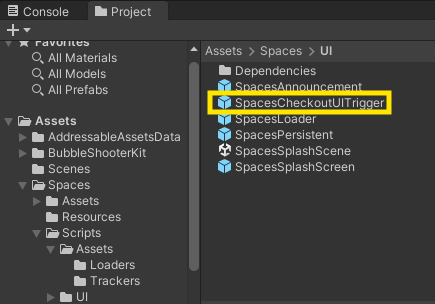 Console
Project
+
Favorites
All Materials
All Models
All Prefabs
Assets
AddressableAssetsData
BubbleShooterKit
Scenes
Spaces
Assets
Resources
Scripts
Assets
Loaders
Trackers
UI
Assets > Spaces > UI
Dependencies
SpacesAnnouncement
SpacesCheckoutUITrigger
SpacesLoader
SpacesPersistent
SpacesSplashScene
SpacesSplashScreen